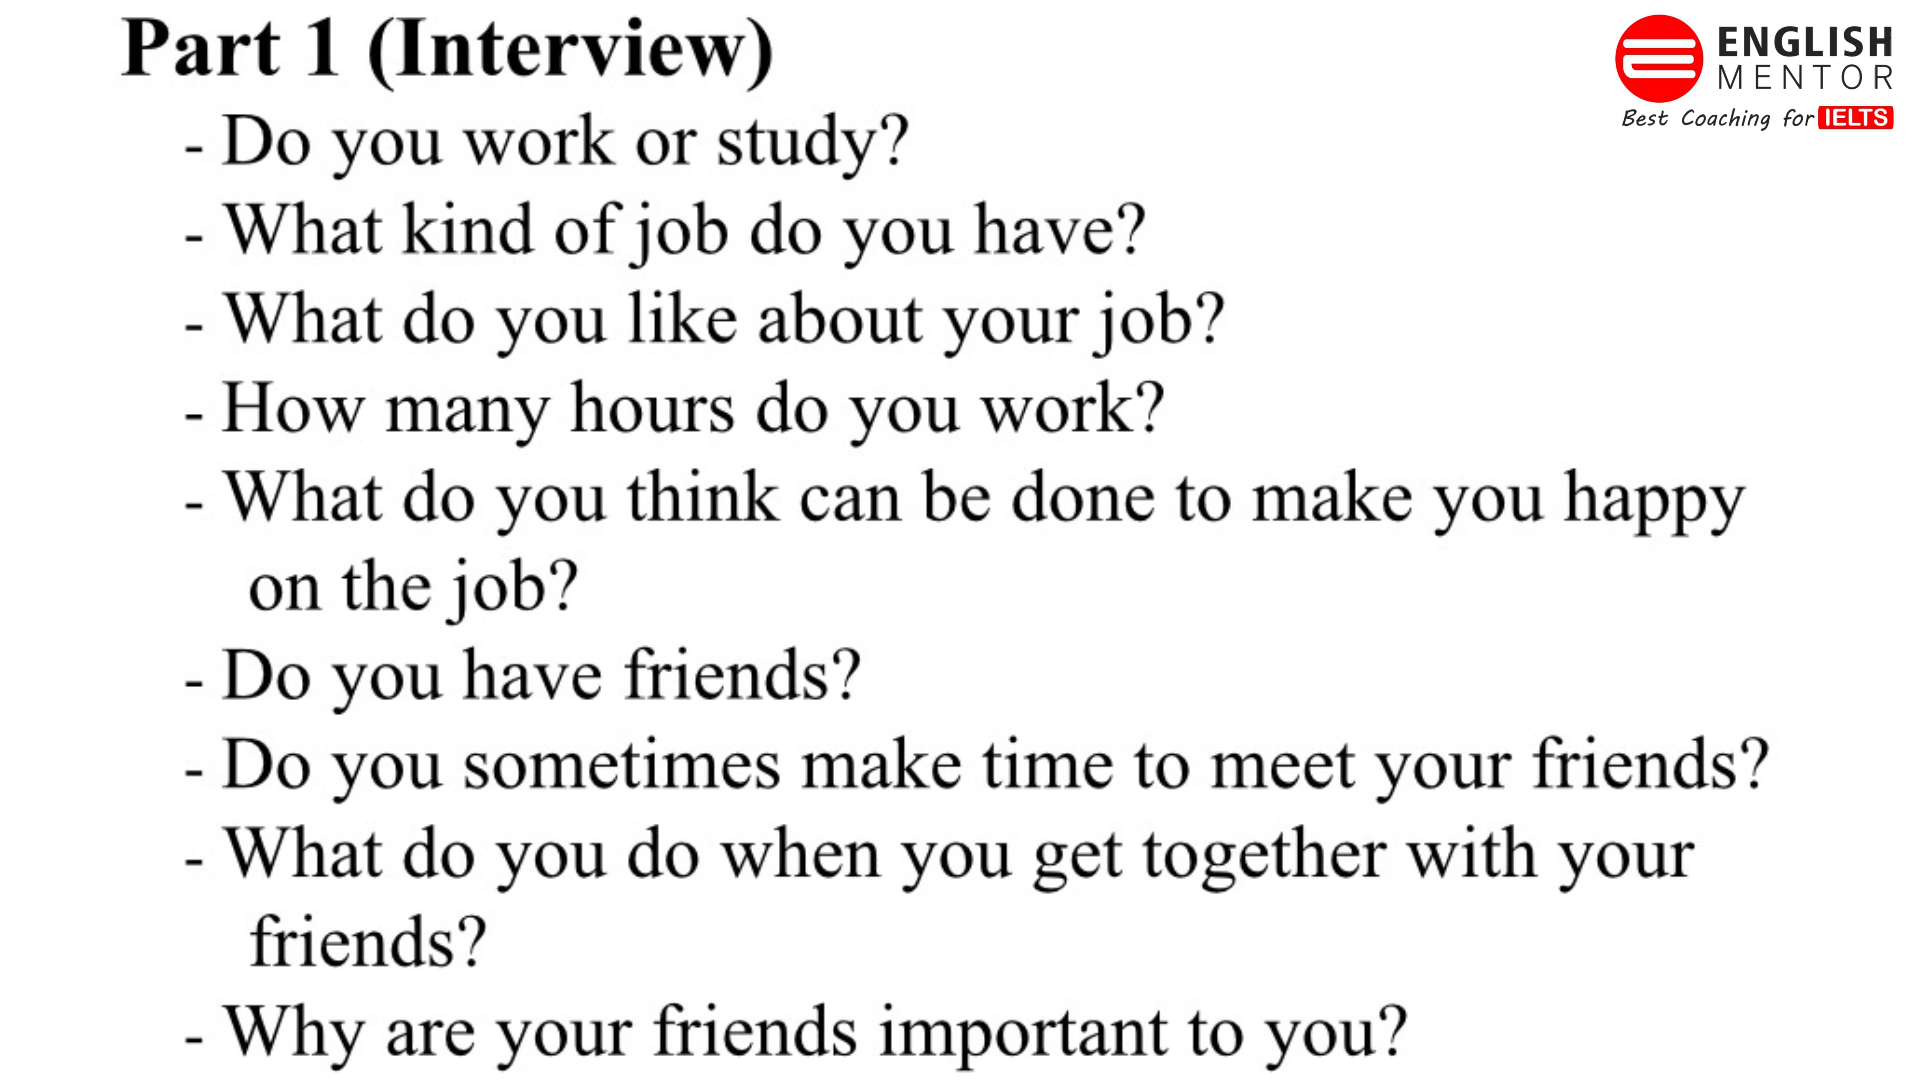 Part 1 (Interview)
ENGLISH
MENTOR
Best Coaching for IELTS
- Do you work or study?
- What kind of job do you have?
- What do you like about your job?
- How many hours do you work?
- What do you think can be done to make you happy
on the job?
- Do you have friends?
- Do you sometimes make time to meet your friends?
- What do you do when you get together with your
friends?
- Why are your friends important to you?